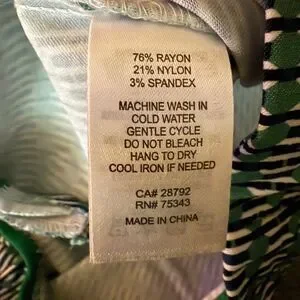 76% RAYON
21% NYLON
3% SPANDEX
MACHINE WASH IN
COLD WATER
GENTLE CYCLE
DO NOT BLEACH
HANG TO DRY
COOL IRON IF NEEDED
CA# 28792
RN# 75343
MADE IN CHINA